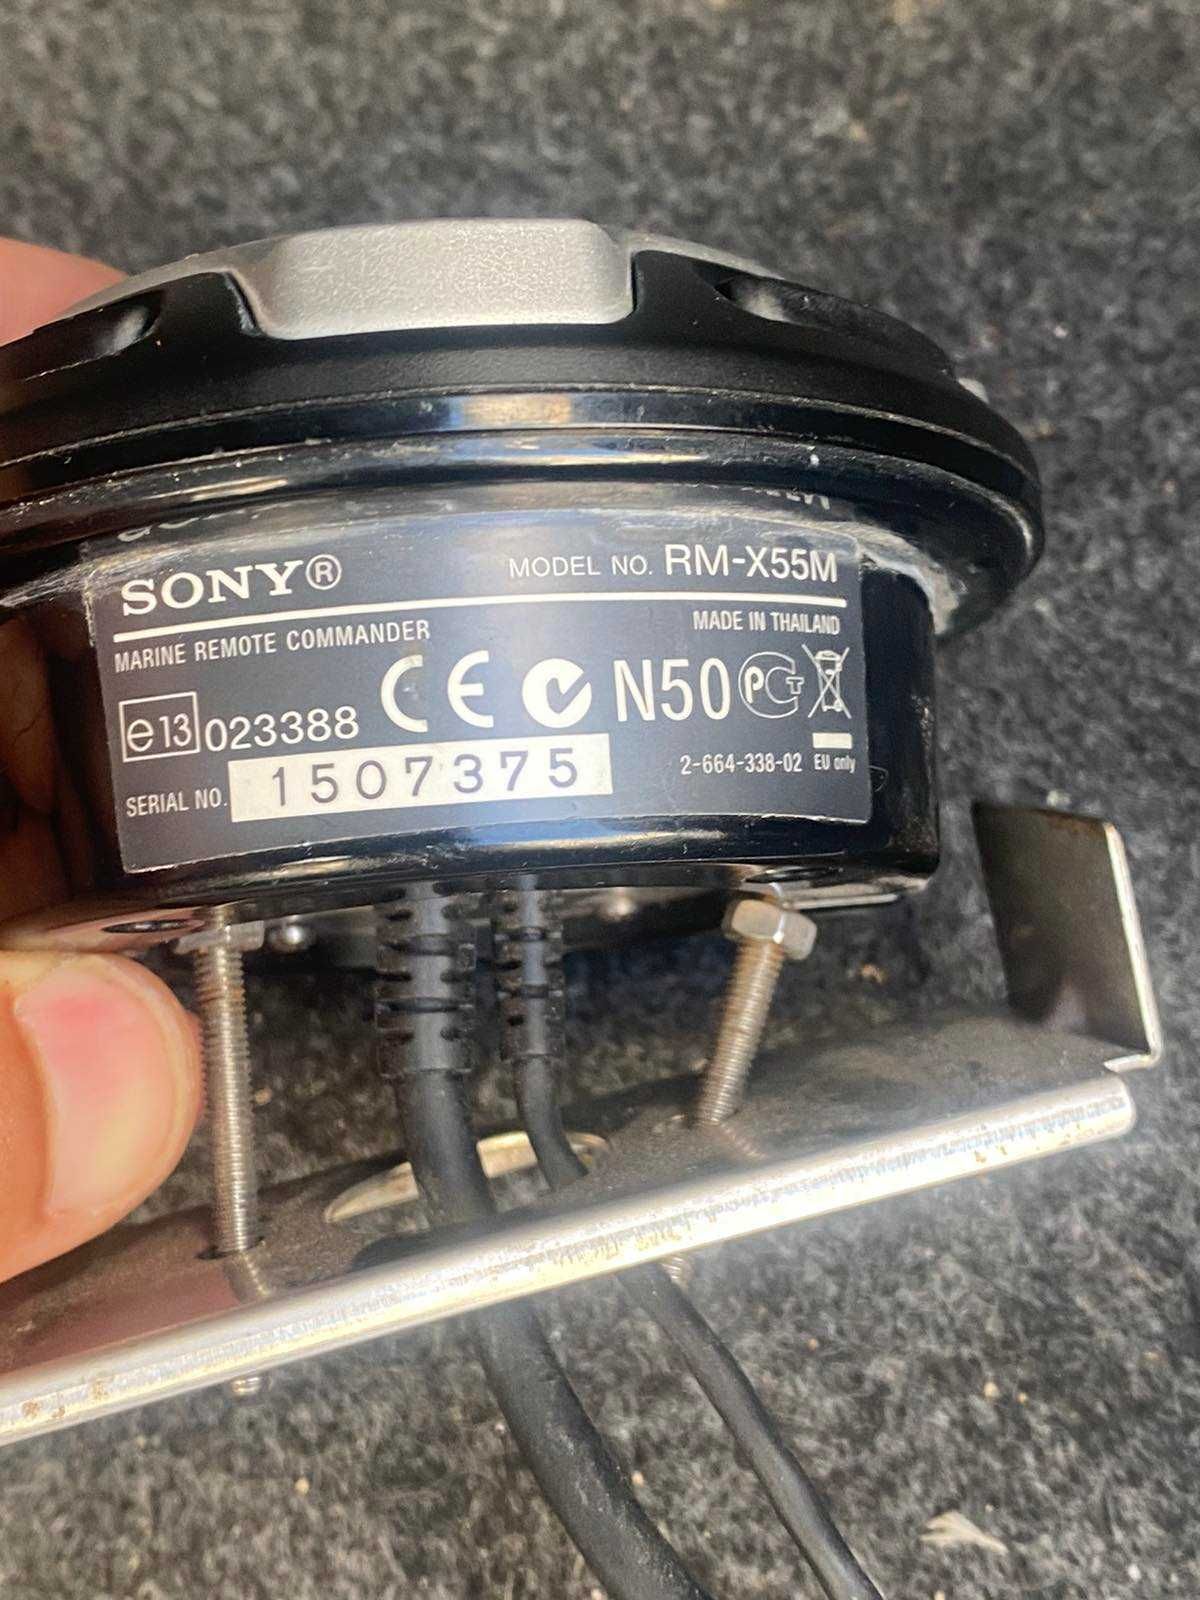 SONY® MODEL NO. RM-X55M
MARINE REMOTE COMMANDER MADE IN THAILAND
e13 023388 CE N50 PCT
SERIAL NO. 1507375 2-664-338-02 EU only